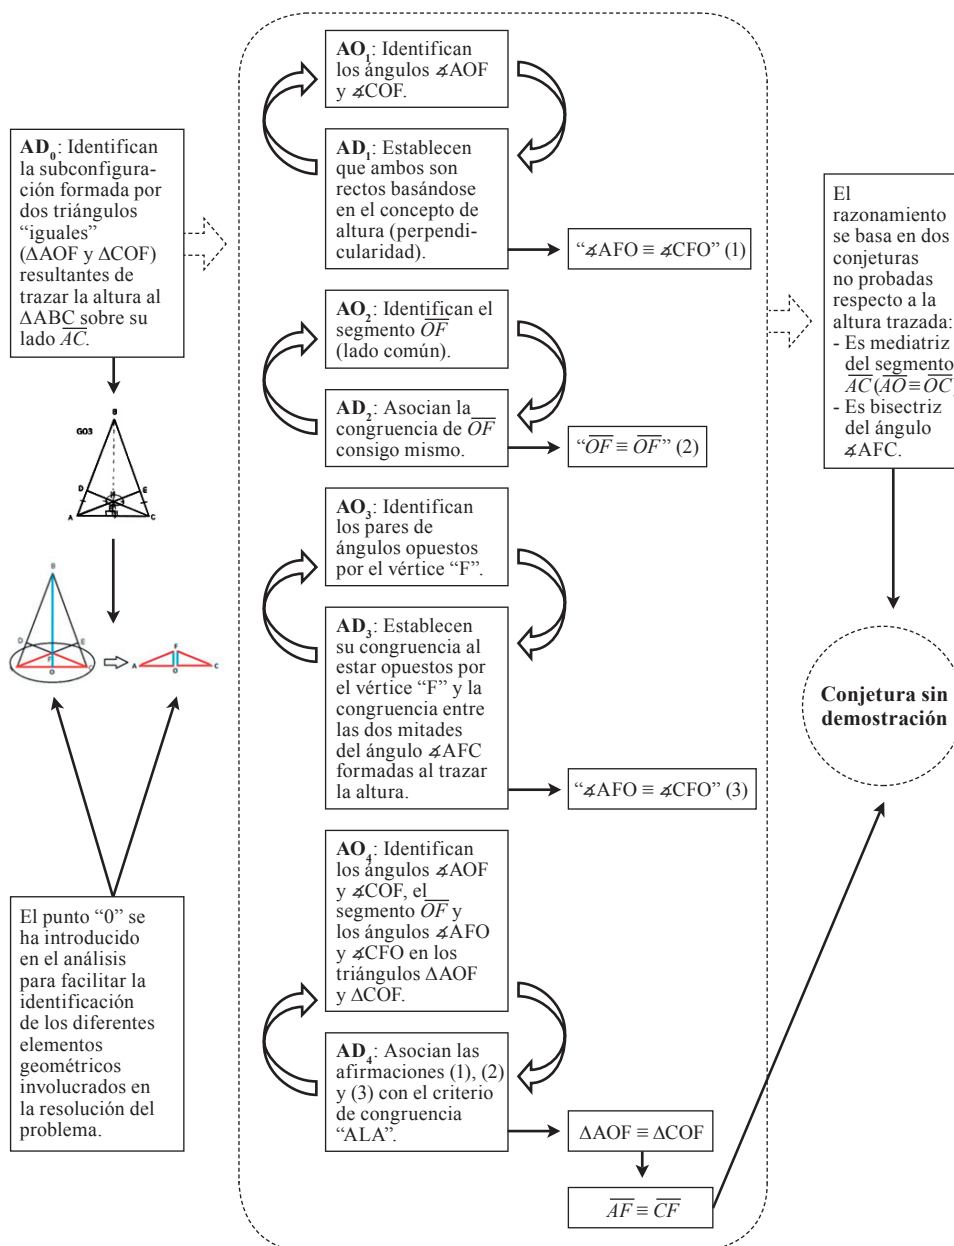 AD₀: Identifican
la subconfigura-
ción formada por
dos triángulos
“iguales”
(ΔAOF y ΔCOF)
resultantes de
trazar la altura al
ΔABC sobre su
lado AC.
B
G03
D
E
A
C
B
D
E
F
C
O
F
A
C
O
El punto “0” se
ha introducido
en el análisis
para facilitar la
identificación
de los diferentes
elementos
geométricos
involucrados en
la resolución del
problema.
AO₁: Identifican
los ángulos ∡AOF
y ∡COF.
AD₁: Establecen
que ambos son
rectos basándose
en el concepto de
altura (perpendi-
cularidad).
“∡AFO ≡ ∡CFO” (1)
AO₂: Identifican el
segmento OF
(lado común).
AD₂: Asocian la
congruencia de OF
consigo mismo.
“OF ≡ OF” (2)
AO₃: Identifican
los pares de
ángulos opuestos
por el vértice “F”.
AD₃: Establecen
su congruencia al
estar opuestos por
el vértice “F” y la
congruencia entre
las dos mitades
del ángulo ∡AFC
formadas al trazar
la altura.
“∡AFO ≡ ∡CFO” (3)
AO₄: Identifican
los ángulos ∡AOF
y ∡COF, el
segmento OF y
los ángulos ∡AFO
y ∡CFO en los
triángulos ΔAOF
y ΔCOF.
AD₄: Asocian las
afirmaciones (1), (2)
y (3) con el criterio
de congruencia
“ALA”.
ΔAOF ≡ ΔCOF
AF ≡ CF
El
razonamiento
se basa en dos
conjeturas
no probadas
respecto a la
altura trazada:
- Es mediatriz
del segmento
AC (AO ≡ OC)
- Es bisectriz
del ángulo
∡AFC.
Conjetura sin
demostración